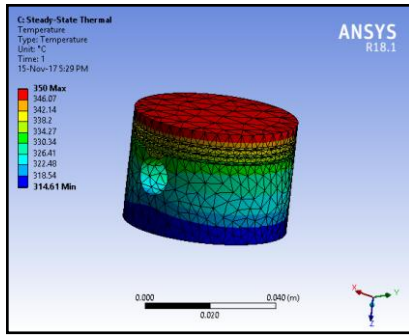 C: Steady-State Thermal
Temperature
Type: Temperature
Unit: °C
Time: 1
15-Nov-17 5:29 PM
350 Max
346.07
342.14
338.2
334.27
330.34
326.41
322.48
318.54
314.61 Min
ANSYS
R18.1
0.000
0.040 (m)
0.020
X
Y
Z